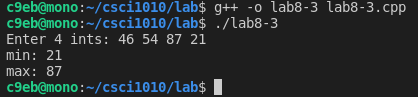 c9eb@mono:~/csci1010/lab$ g++ -o lab8-3 lab8-3.cpp
c9eb@mono:~/csci1010/lab$ ./lab8-3
Enter 4 ints: 46 54 87 21
min: 21
max: 87
c9eb@mono:~/csci1010/lab$